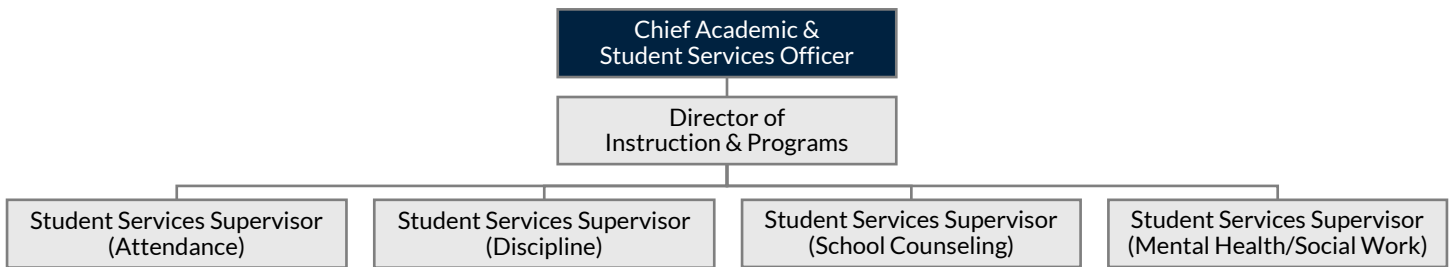 Chief Academic &
Student Services Officer
Director of
Instruction & Programs
Student Services Supervisor
(Attendance)
Student Services Supervisor
(Discipline)
Student Services Supervisor
(School Counseling)
Student Services Supervisor
(Mental Health/Social Work)